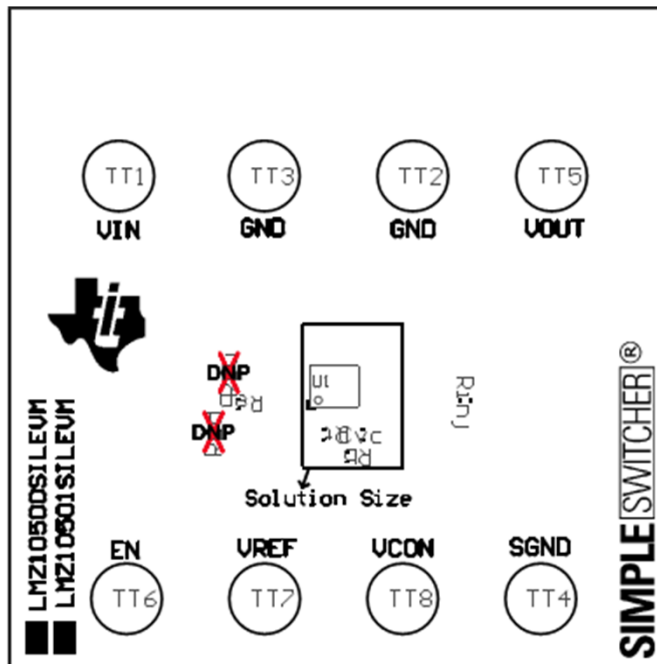 TT1 TT3 TT2 TT5
VIN GND GND VOUT
DNP
U1
DNP
Rinj
Solution Size
EN VREF VCON SGND
TT6 TT7 TT8 TT4
LMZ10500SILEVM
LMZ10501SILEVM
SIMPLE SWITCHER®